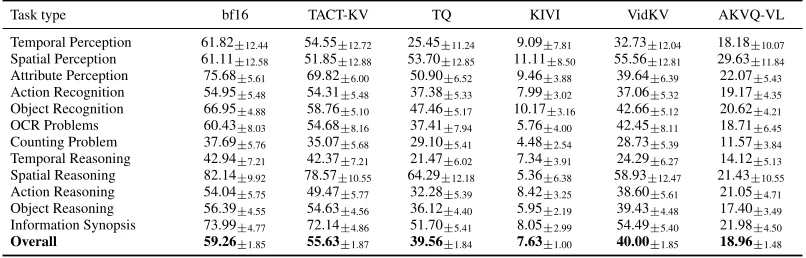 Task type bf16 TACT-KV TQ KIVI VidKV AKVQ-VL
Temporal Perception 61.82±12.44 54.55±12.72 25.45±11.24 9.09±7.81 32.73±12.04 18.18±10.07
Spatial Perception 61.11±12.58 51.85±12.88 53.70±12.85 11.11±8.50 55.56±12.81 29.63±11.84
Attribute Perception 75.68±5.61 69.82±6.00 50.90±6.52 9.46±3.88 39.64±6.39 22.07±5.43
Action Recognition 54.95±5.48 54.31±5.48 37.38±5.33 7.99±3.02 37.06±5.32 19.17±4.35
Object Recognition 66.95±4.88 58.76±5.10 47.46±5.17 10.17±3.16 42.66±5.12 20.62±4.21
OCR Problems 60.43±8.03 54.68±8.16 37.41±7.94 5.76±4.00 42.45±8.11 18.71±6.45
Counting Problem 37.69±5.76 35.07±5.68 29.10±5.41 4.48±2.54 28.73±5.39 11.57±3.84
Temporal Reasoning 42.94±7.21 42.37±7.21 21.47±6.02 7.34±3.91 24.29±6.27 14.12±5.13
Spatial Reasoning 82.14±9.92 78.57±10.55 64.29±12.18 5.36±6.38 58.93±12.47 21.43±10.55
Action Reasoning 54.04±5.75 49.47±5.77 32.28±5.39 8.42±3.25 38.60±5.61 21.05±4.71
Object Reasoning 56.39±4.55 54.63±4.56 36.12±4.40 5.95±2.19 39.43±4.48 17.40±3.49
Information Synopsis 73.99±4.77 72.14±4.86 51.70±5.41 8.05±2.99 54.49±5.40 21.98±4.50
Overall 59.26±1.85 55.63±1.87 39.56±1.84 7.63±1.00 40.00±1.85 18.96±1.48